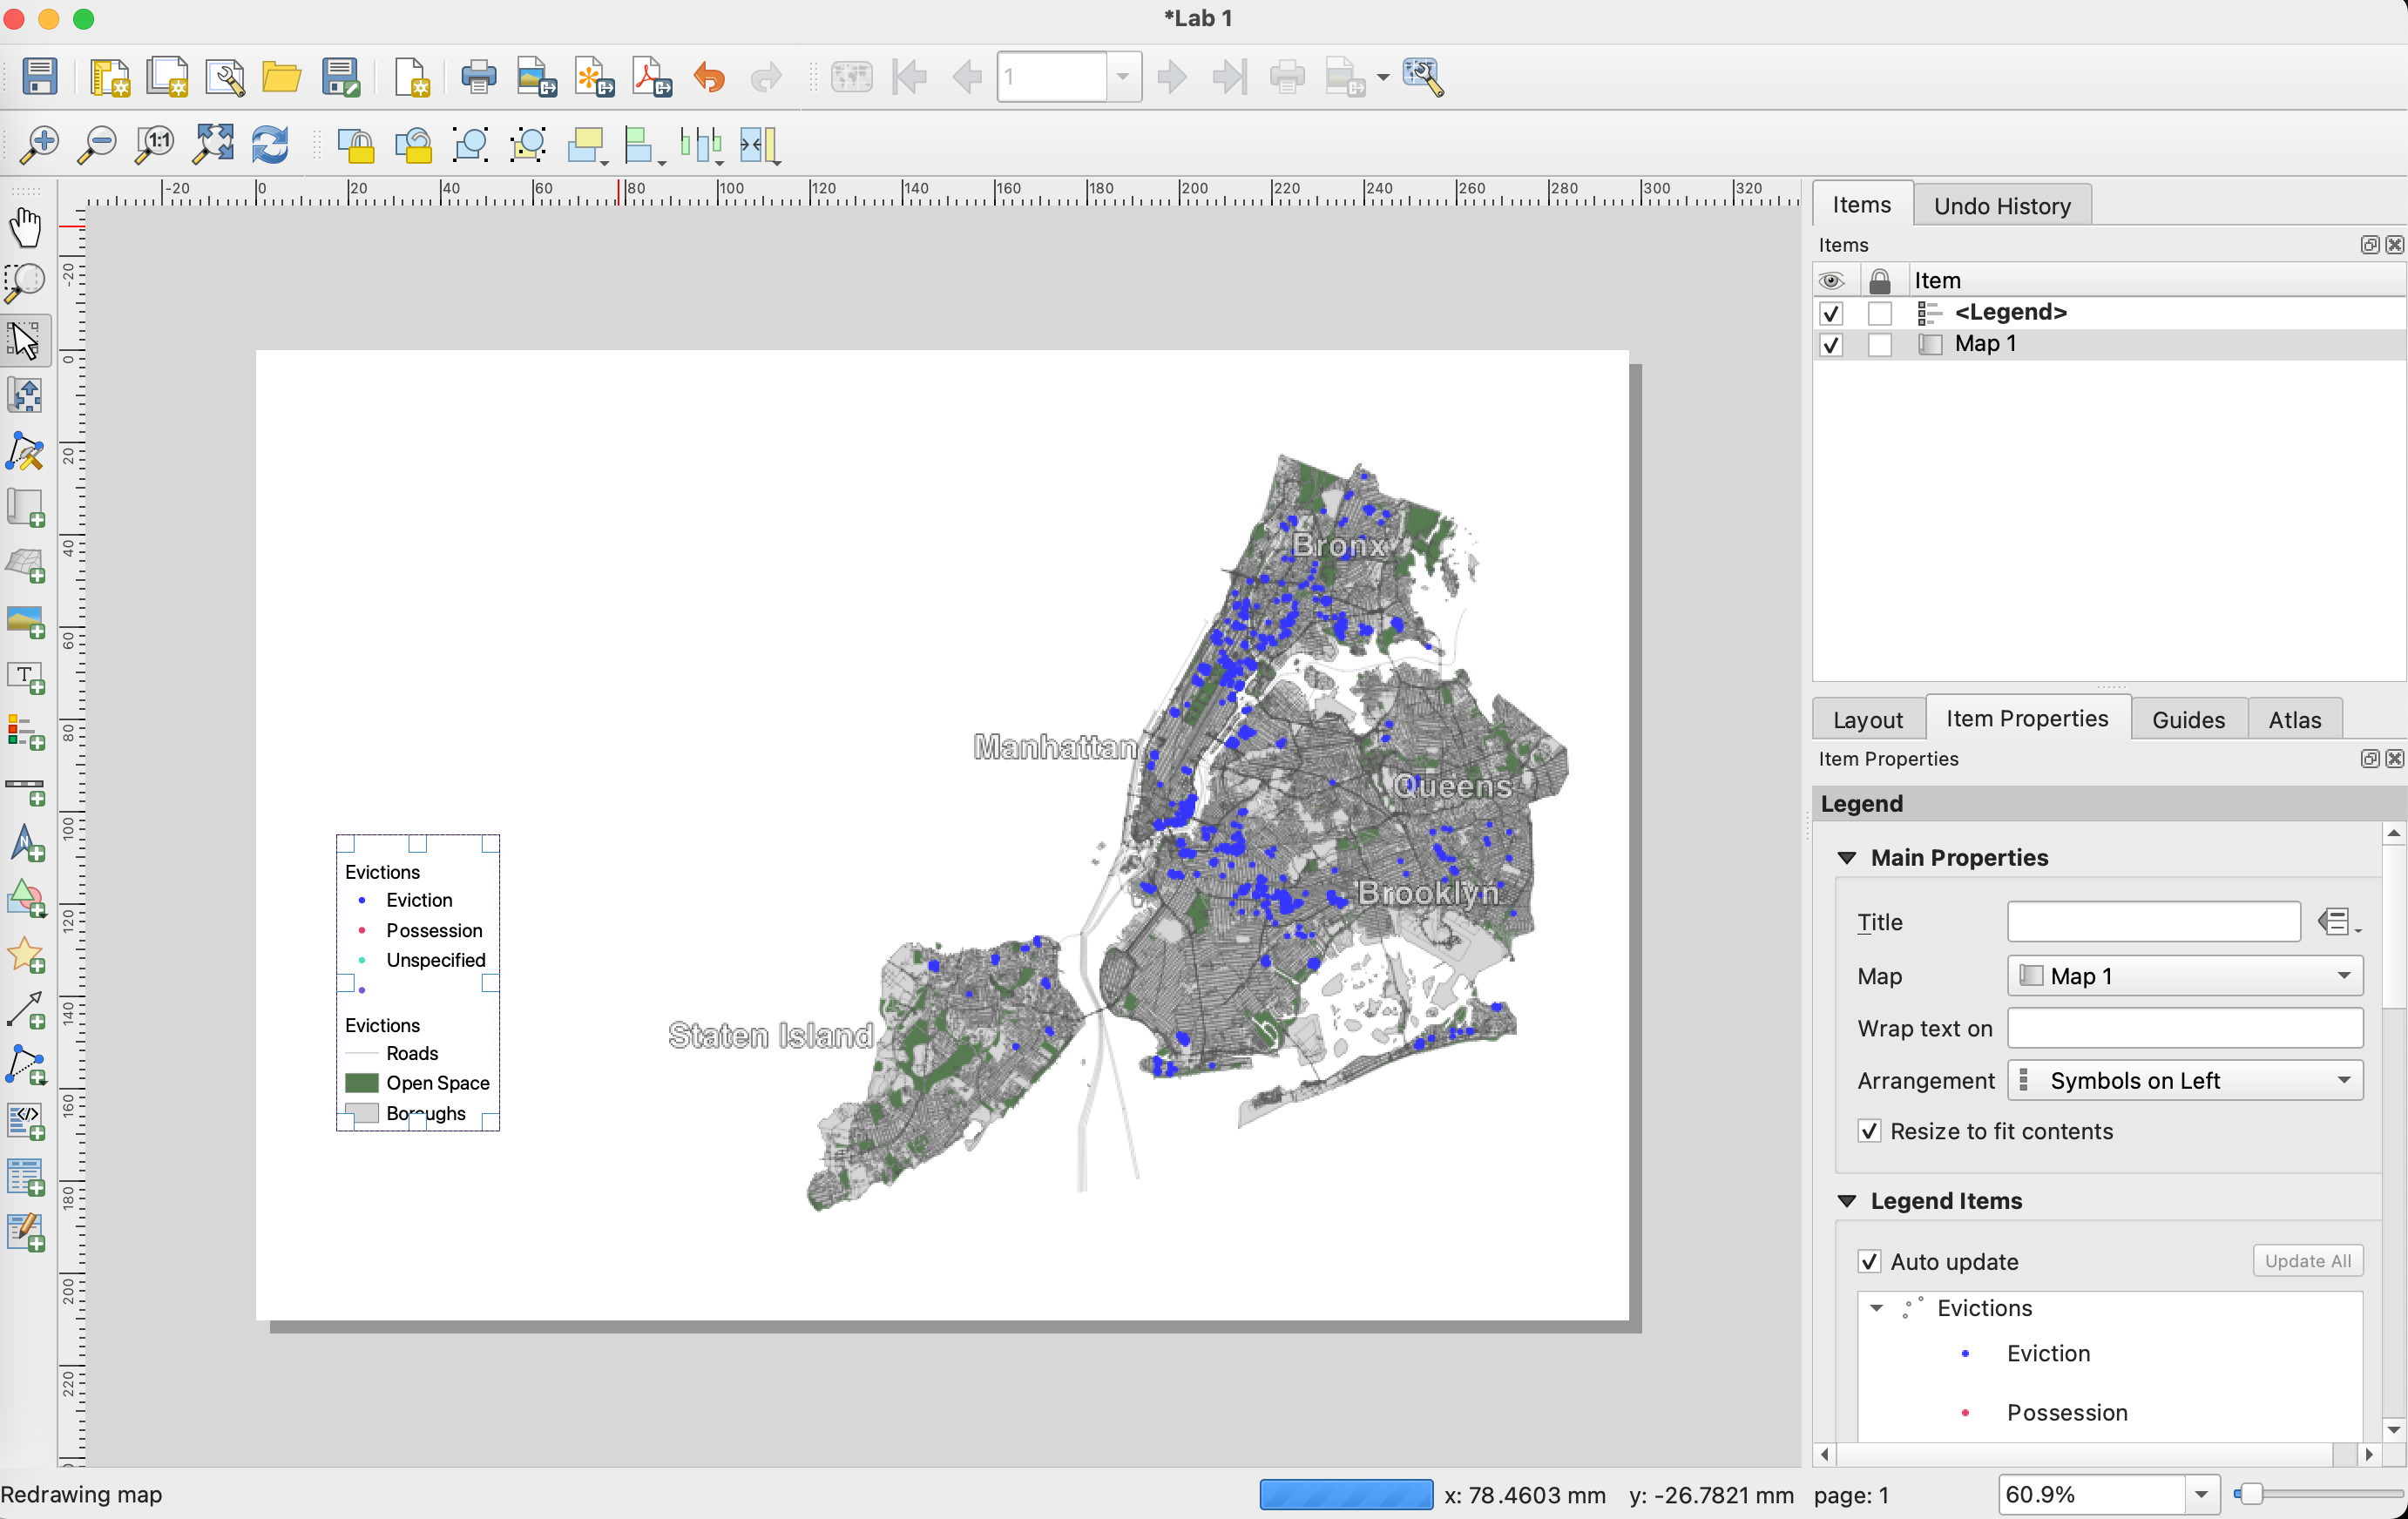 *Lab 1
1
1:1
-20 0 20 40 60 80 100 120 140 160 180 200 220 240 260 280 300 320
-20
0
20
40
60
80
100
120
140
160
180
200
220
Bronx
Manhattan
Queens
Brooklyn
Staten Island
Evictions
Eviction
Possession
Unspecified
Evictions
Roads
Open Space
Boroughs
Items Undo History
Items
Item
<Legend>
Map 1
Layout Item Properties Guides Atlas
Item Properties
Legend
Main Properties
Title
Map Map 1
Wrap text on
Arrangement Symbols on Left
Resize to fit contents
Legend Items
Auto update Update All
Evictions
Eviction
Possession
Redrawing map x: 78.4603 mm y: -26.7821 mm page: 1 60.9%